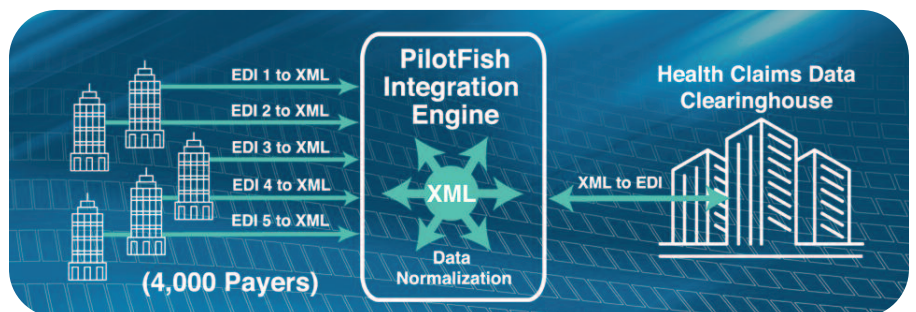 EDI 1 to XML
EDI 2 to XML
EDI 3 to XML
EDI 4 to XML
EDI 5 to XML
(4,000 Payers)
PilotFish
Integration
Engine
XML
Data
Normalization
XML to EDI
Health Claims Data
Clearinghouse